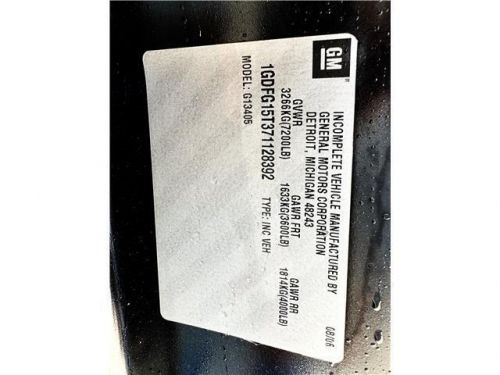 GM
INCOMPLETE VEHICLE MANUFACTURED BY
GENERAL MOTORS CORPORATION
DETROIT, MICHIGAN 48243
08/06
GVWR GAWR FRT GAWR RR
3266KG(7200LB) 1633KG(3600LB) 1814KG(4000LB)
1GDFG15T371128392 TYPE: INC VEH
MODEL: G13405